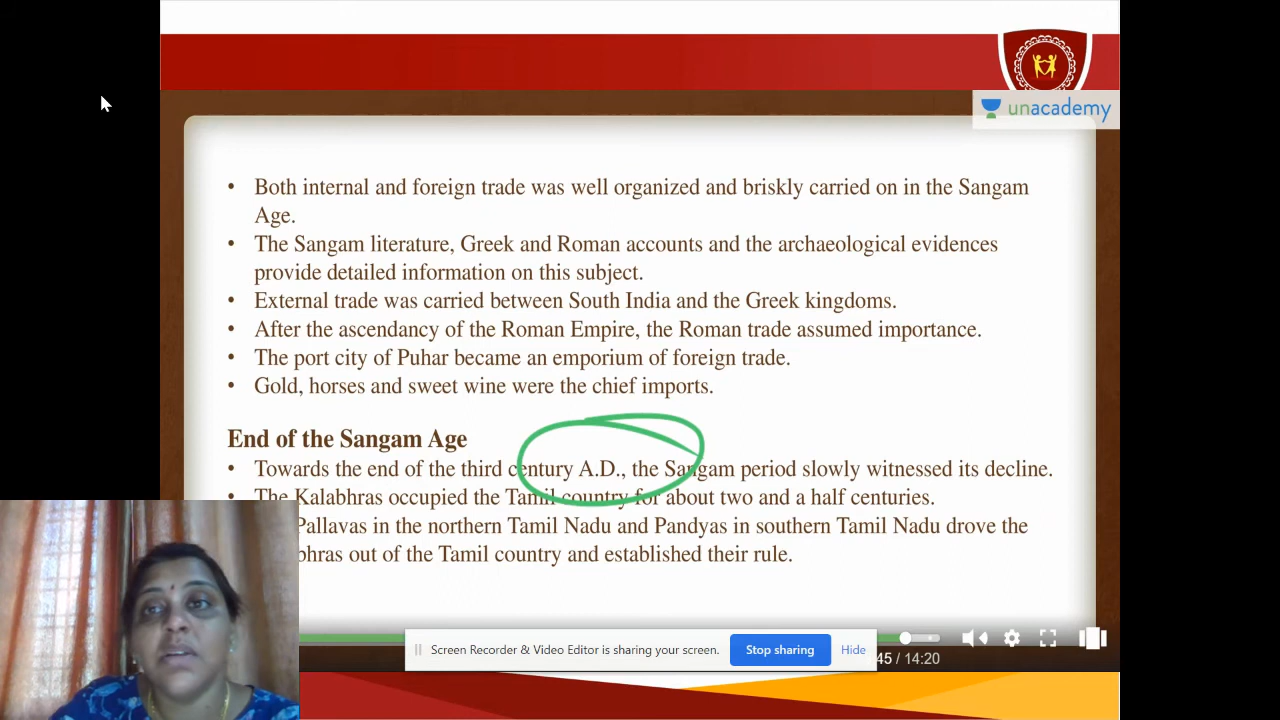 unacademy
• Both internal and foreign trade was well organized and briskly carried on in the Sangam
Age.
• The Sangam literature, Greek and Roman accounts and the archaeological evidences
provide detailed information on this subject.
• External trade was carried between South India and the Greek kingdoms.
• After the ascendancy of the Roman Empire, the Roman trade assumed importance.
• The port city of Puhar became an emporium of foreign trade.
• Gold, horses and sweet wine were the chief imports.
End of the Sangam Age
• Towards the end of the third century A.D., the Sangam period slowly witnessed its decline.
• The Kalabhras occupied the Tamil country for about two and a half centuries.
Pallavas in the northern Tamil Nadu and Pandyas in southern Tamil Nadu drove the
bhras out of the Tamil country and established their rule.
Screen Recorder & Video Editor is sharing your screen. Stop sharing Hide
45 / 14:20